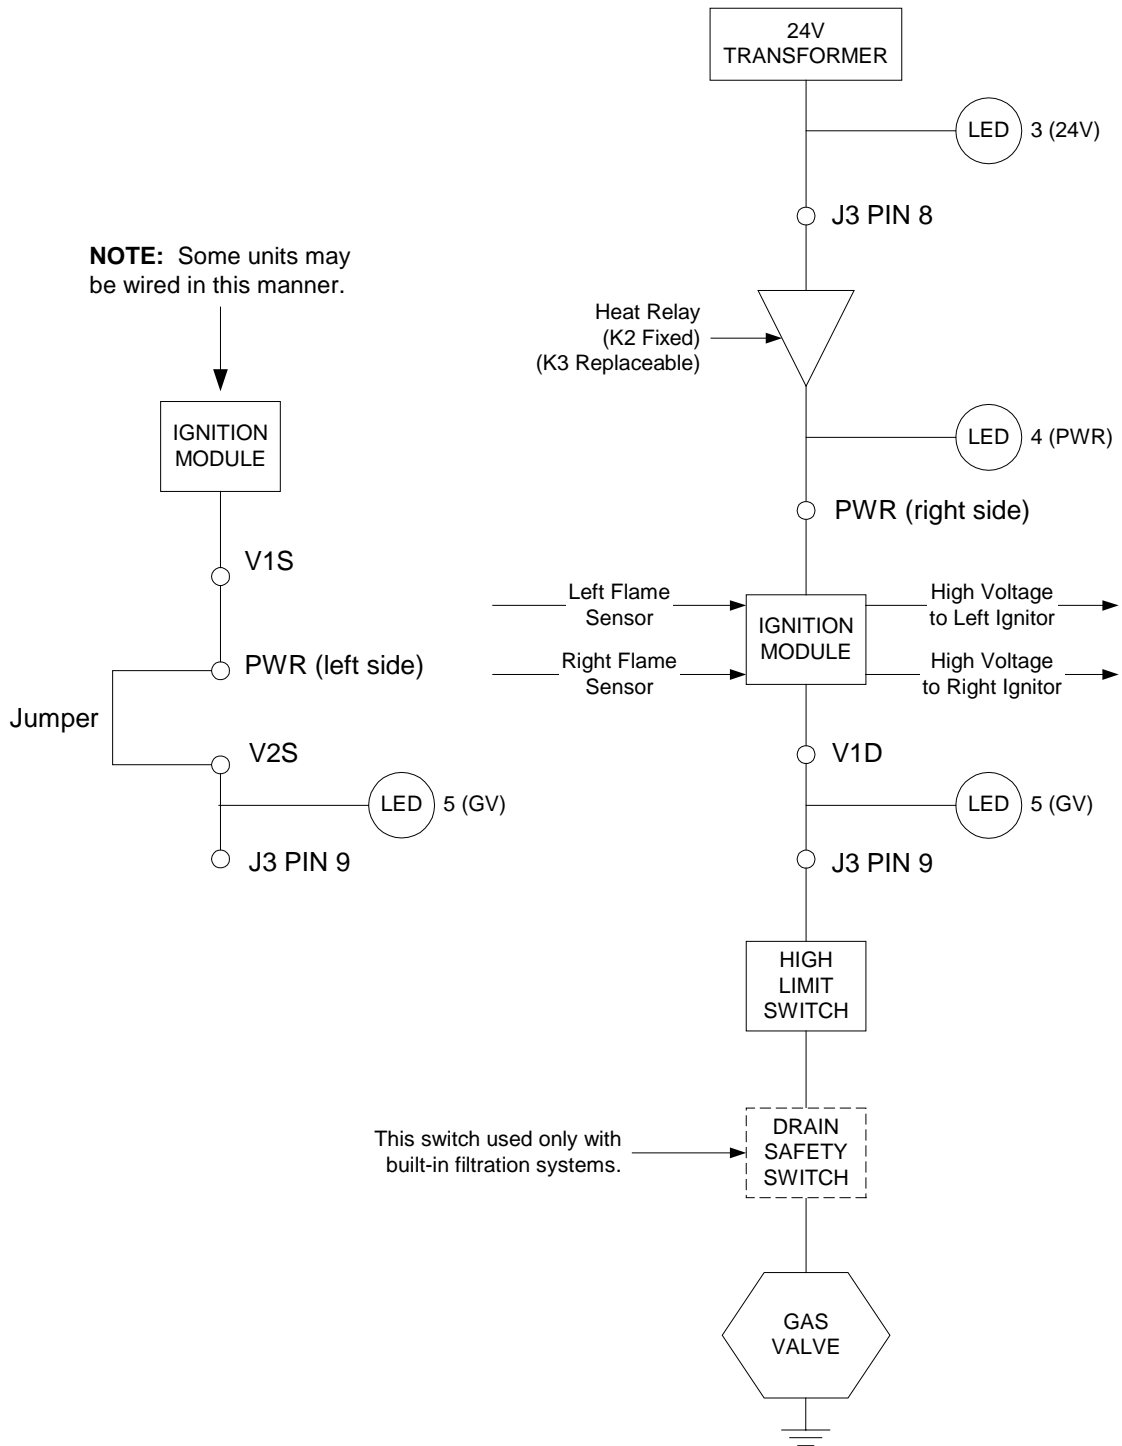 24V
TRANSFORMER
LED
3 (24V)
J3 PIN 8
NOTE: Some units may
be wired in this manner.
Heat Relay
(K2 Fixed)
(K3 Replaceable)
IGNITION
MODULE
LED
4 (PWR)
PWR (right side)
V1S
Left Flame
Sensor
High Voltage
to Left Ignitor
IGNITION
MODULE
Right Flame
Sensor
High Voltage
to Right Ignitor
PWR (left side)
Jumper
V2S
V1D
LED
5 (GV)
LED
5 (GV)
J3 PIN 9
J3 PIN 9
HIGH
LIMIT
SWITCH
This switch used only with
built-in filtration systems.
DRAIN
SAFETY
SWITCH
GAS
VALVE